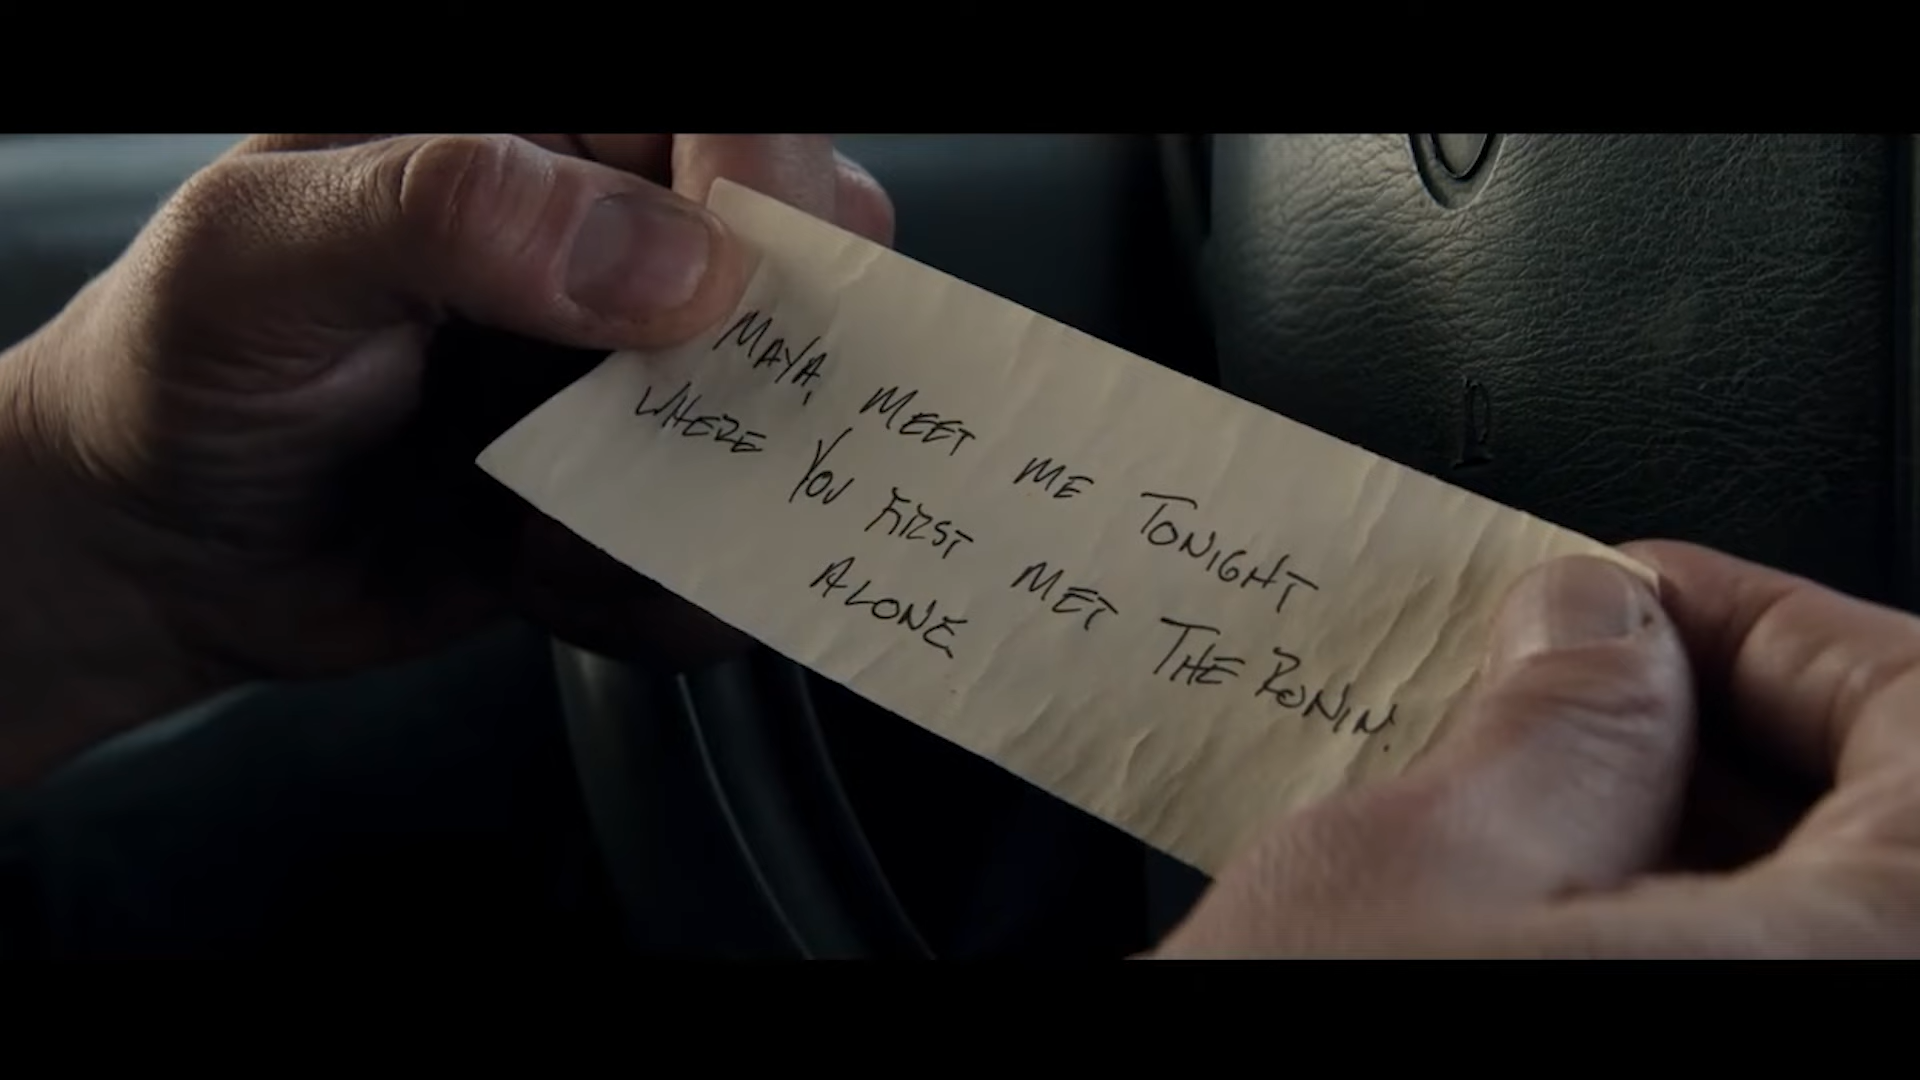 MAYA, MEET ME TONIGHT
WHERE YOU FIRST MET THE RONIN.
ALONE.